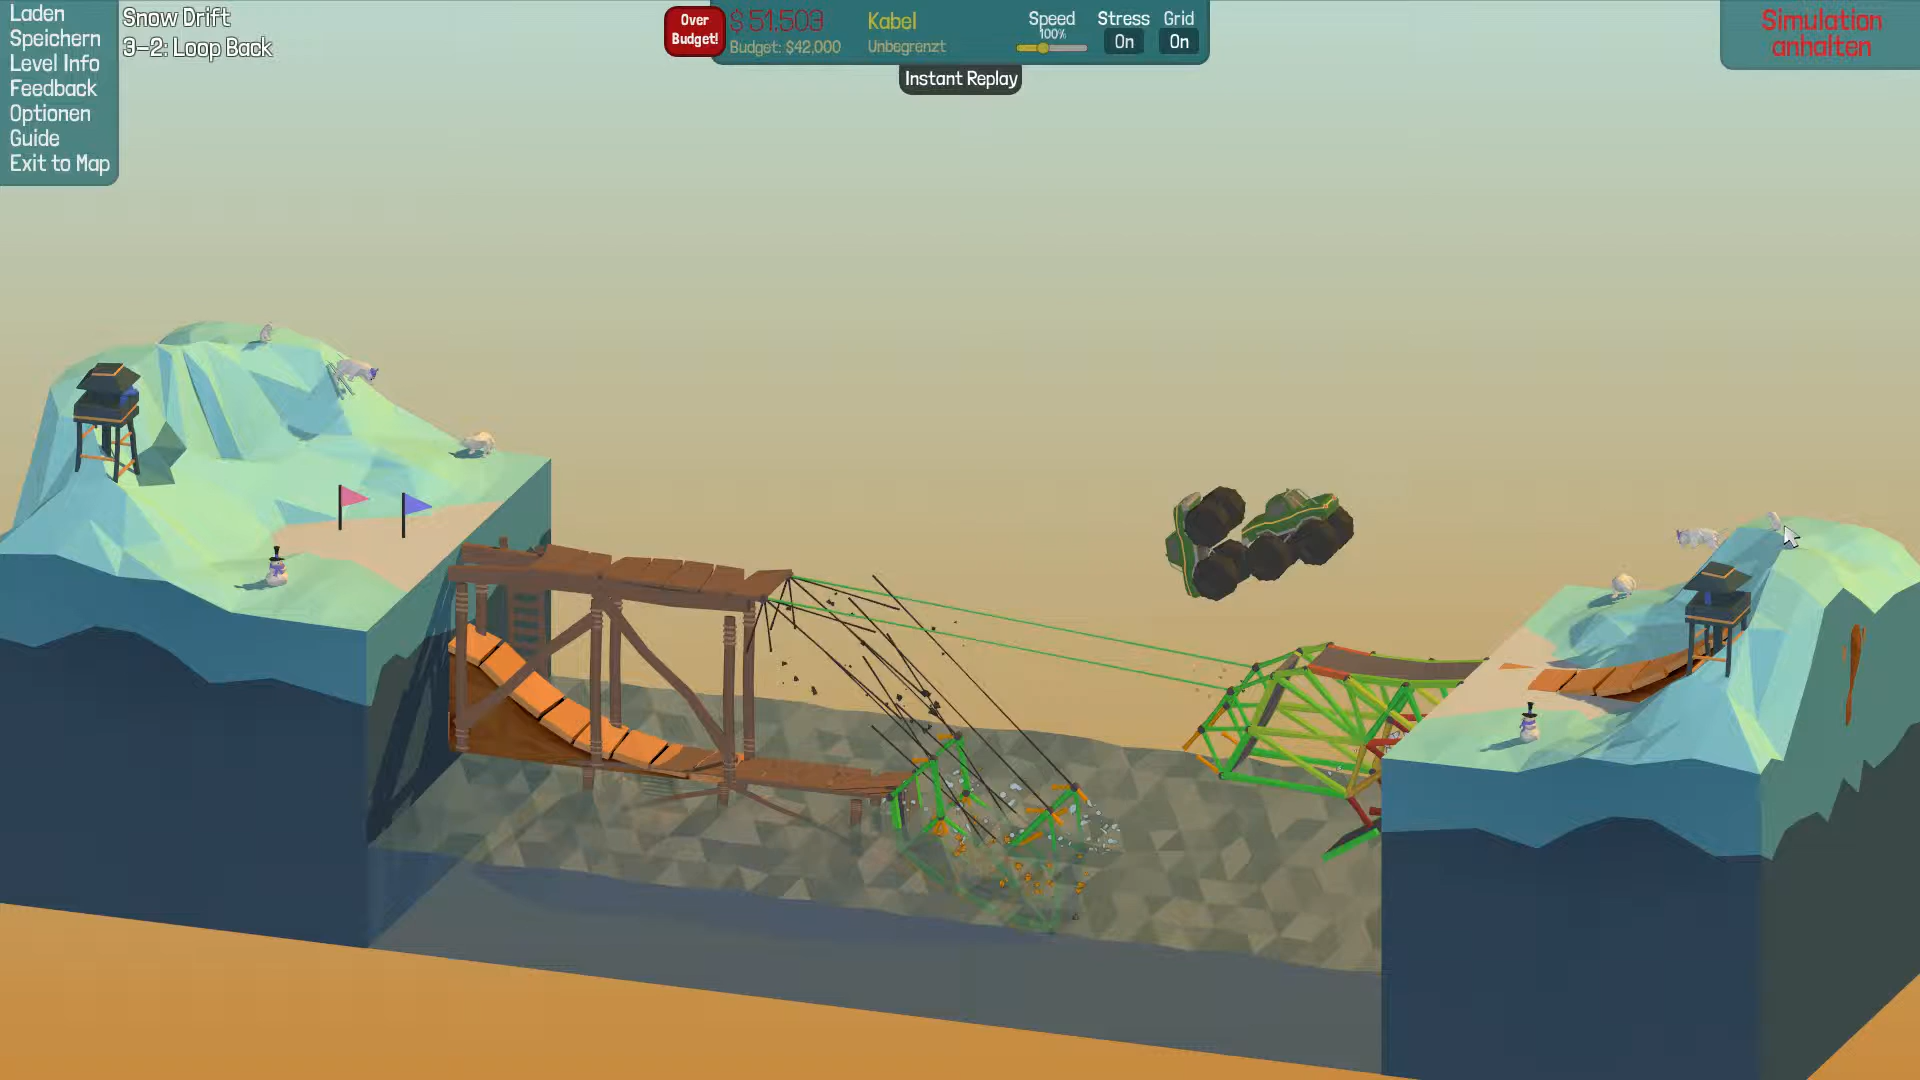 Laden
Speichern
Level Info
Feedback
Optionen
Guide
Exit to Map
Snow Drift
3-2: Loop Back
Over Budget!
$51.503
Budget: $42,000
Kabel
Unbegrenzt
Speed
100%
Stress
On
Grid
On
Instant Replay
Simulation
anhalten